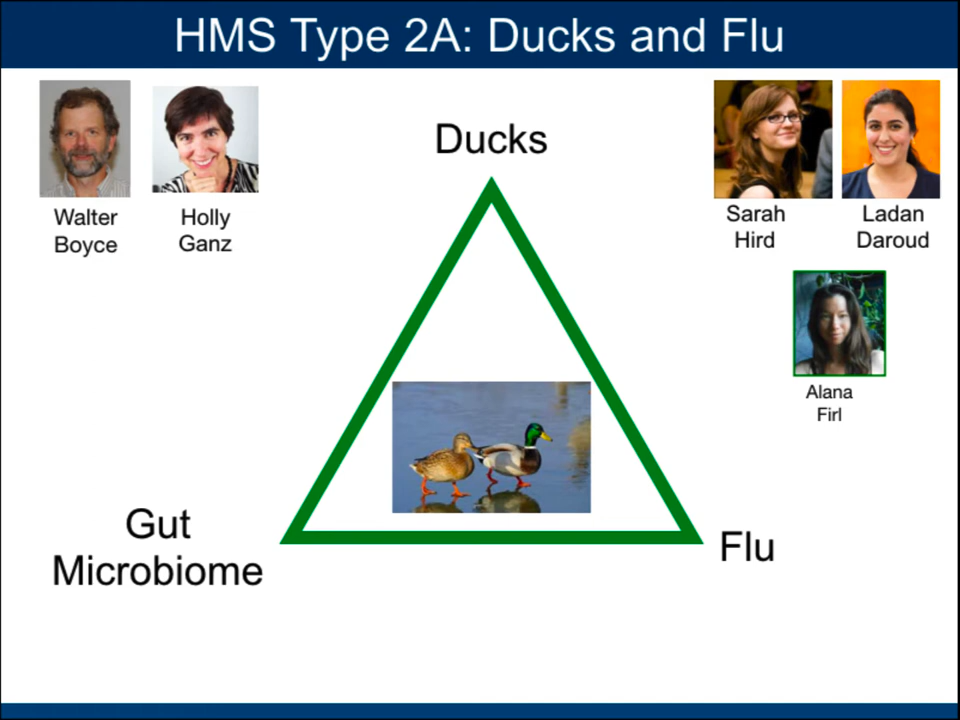 HMS Type 2A: Ducks and Flu
Walter
Boyce
Holly
Ganz
Ducks
Sarah
Hird
Ladan
Daroud
Alana
Firl
Gut
Microbiome
Flu